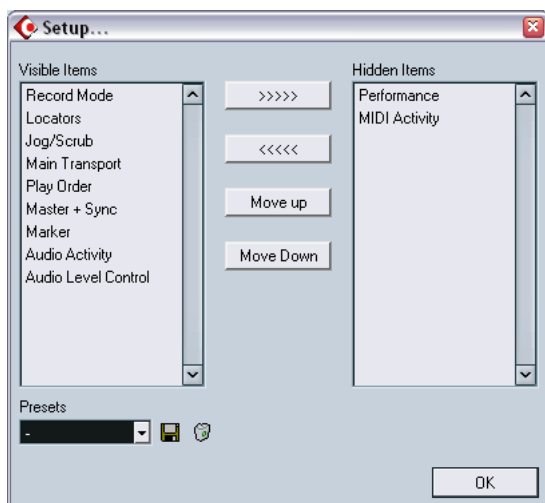 Setup...
Visible Items
Hidden Items
Record Mode
Locators
Jog/Scrub
Main Transport
Play Order
Master + Sync
Marker
Audio Activity
Audio Level Control
>>>>>
<<<<<
Move up
Move Down
Performance
MIDI Activity
Presets
-
OK